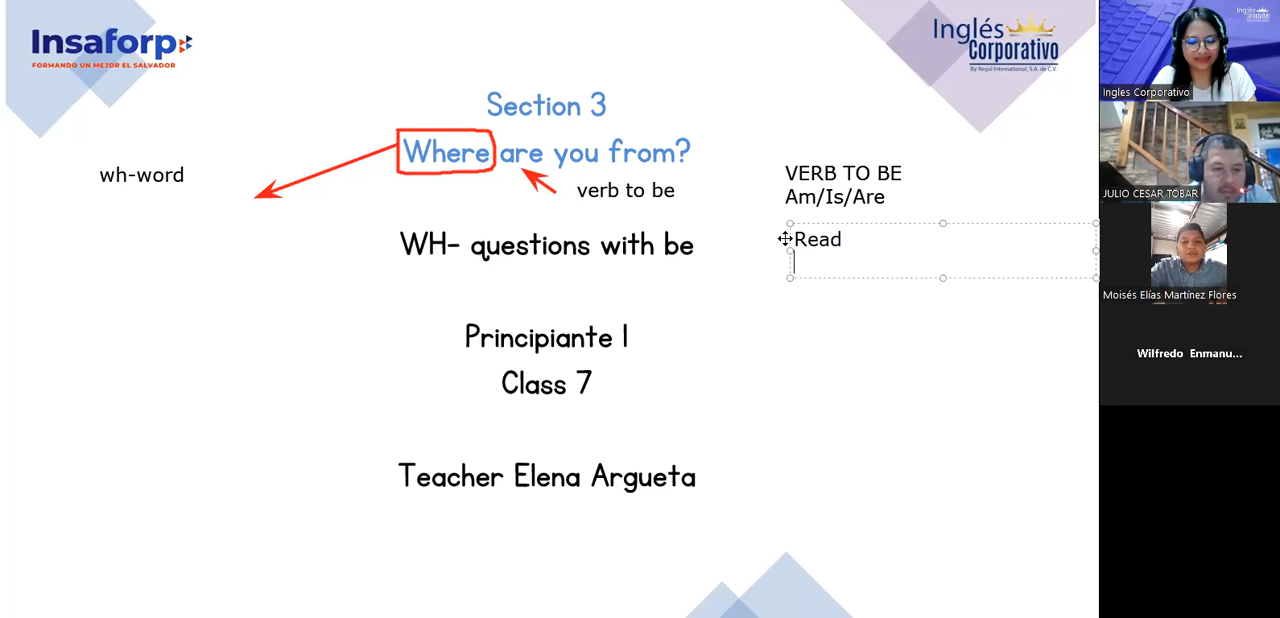 Insaforp
FORMANDO UN MEJOR EL SALVADOR
Inglés
Corporativo
By Regal International, S.A. de C.V.
Section 3
Where are you from?
wh-word
verb to be
VERB TO BE
Am/Is/Are
Read
WH- questions with be
Principiante 1
Class 7
Teacher Elena Argueta
Inglés
Corporativo
Ingles Corporativo
JULIO CESAR TOBAR
Moisés Elías Martínez Flores
Wilfredo Enmanu...